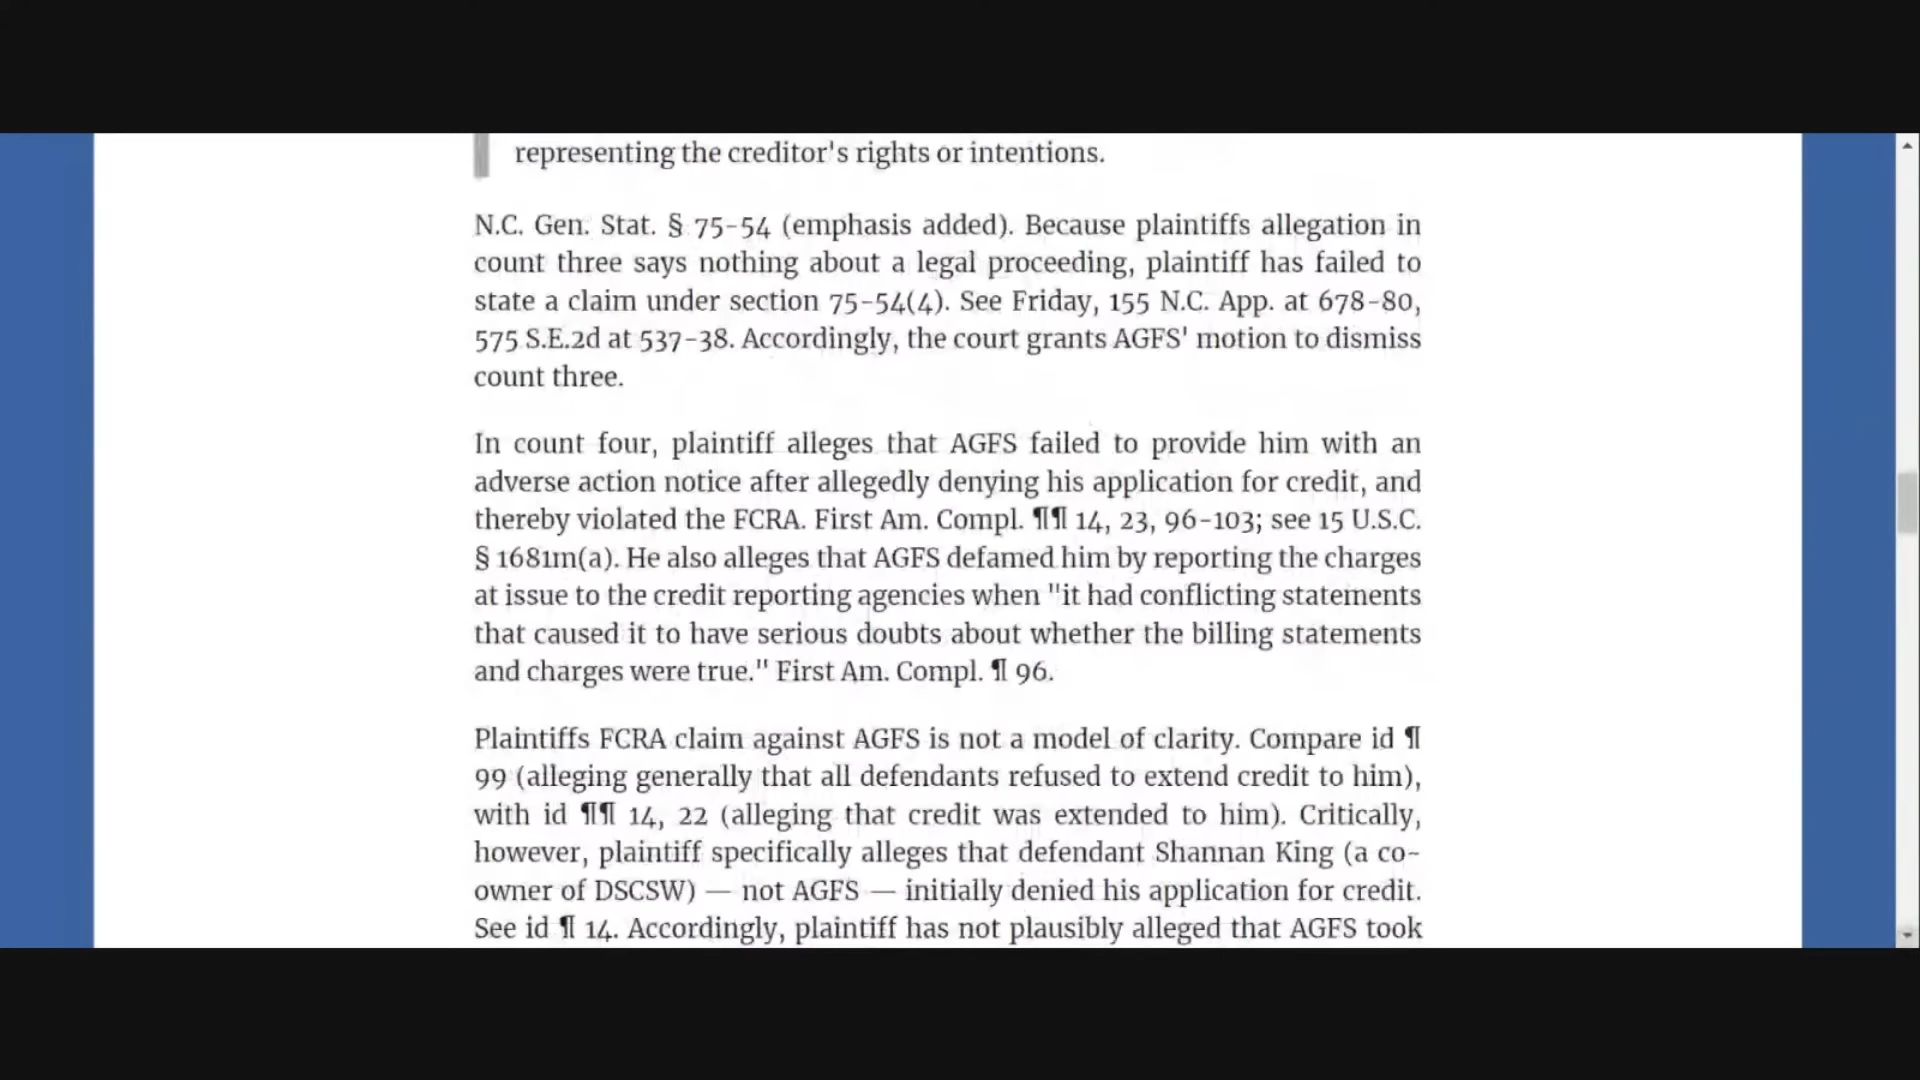 representing the creditor's rights or intentions.
N.C. Gen. Stat. § 75-54 (emphasis added). Because plaintiffs allegation in
count three says nothing about a legal proceeding, plaintiff has failed to
state a claim under section 75-54(4). See Friday, 155 N.C. App. at 678-80,
575 S.E.2d at 537-38. Accordingly, the court grants AGFS' motion to dismiss
count three.
In count four, plaintiff alleges that AGFS failed to provide him with an
adverse action notice after allegedly denying his application for credit, and
thereby violated the FCRA. First Am. Compl. ¶¶ 14, 23, 96-103; see 15 U.S.C.
§ 1681m(a). He also alleges that AGFS defamed him by reporting the charges
at issue to the credit reporting agencies when "it had conflicting statements
that caused it to have serious doubts about whether the billing statements
and charges were true." First Am. Compl. ¶ 96.
Plaintiffs FCRA claim against AGFS is not a model of clarity. Compare id ¶
99 (alleging generally that all defendants refused to extend credit to him),
with id ¶¶ 14, 22 (alleging that credit was extended to him). Critically,
however, plaintiff specifically alleges that defendant Shannan King (a co-
owner of DSCSW) — not AGFS — initially denied his application for credit.
See id ¶ 14. Accordingly, plaintiff has not plausibly alleged that AGFS took